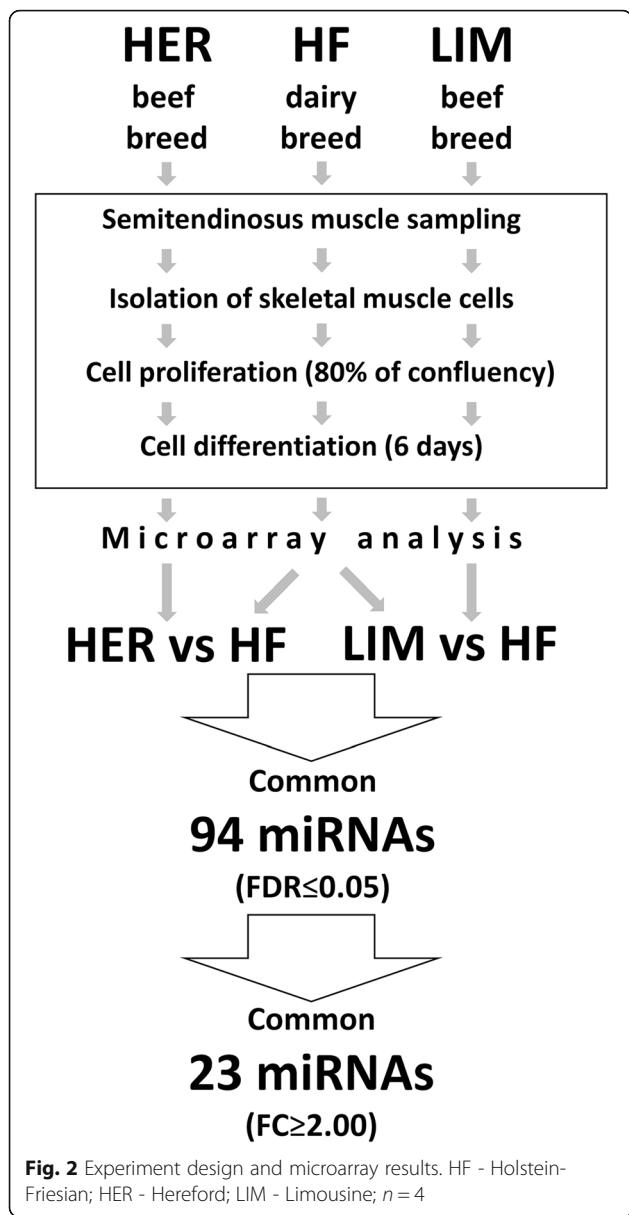 HER HF LIM
beef dairy beef
breed breed breed
Semitendinosus muscle sampling
Isolation of skeletal muscle cells
Cell proliferation (80% of confluency)
Cell differentiation (6 days)
Microarray analysis
HER vs HF LIM vs HF
Common
94 miRNAs
(FDR≤0.05)
Common
23 miRNAs
(FC≥2.00)
Fig. 2 Experiment design and microarray results. HF - Holstein-
Friesian; HER - Hereford; LIM - Limousine; n = 4